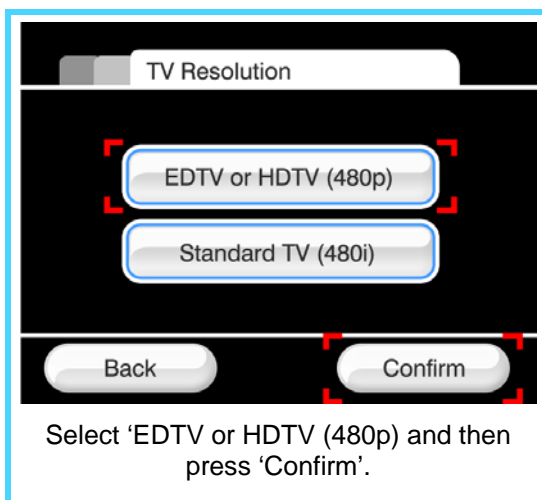 TV Resolution
EDTV or HDTV (480p)
Standard TV (480i)
Back
Confirm
Select ‘EDTV or HDTV (480p) and then
press ‘Confirm’.